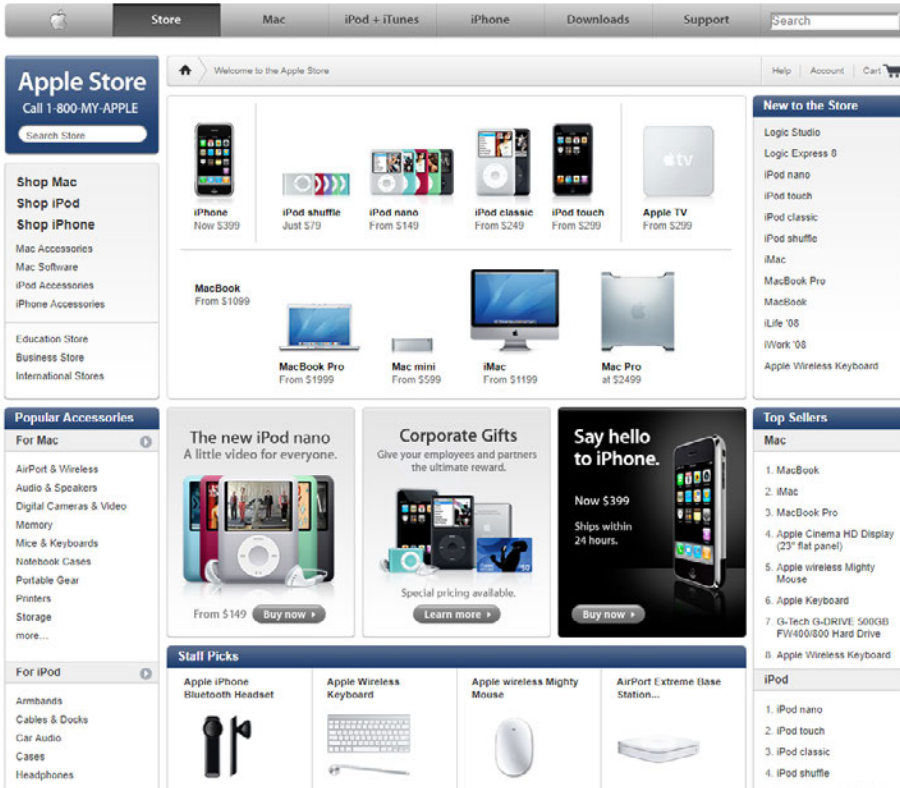 Store
Mac
iPod + iTunes
iPhone
Downloads
Support
Search
Apple Store
Call 1-800-MY-APPLE
Search Store
Welcome to the Apple Store
Help
Account
Cart
Shop Mac
Shop iPod
Shop iPhone
Mac Accessories
Mac Software
iPod Accessories
iPhone Accessories
Education Store
Business Store
International Stores
iPhone
Now $399
iPod shuffle
Just $79
iPod nano
From $149
iPod classic
From $249
iPod touch
From $299
tv
Apple TV
From $299
MacBook
From $1099
MacBook Pro
From $1999
Mac mini
From $599
iMac
From $1199
Mac Pro
at $2499
New to the Store
Logic Studio
Logic Express 8
iPod nano
iPod touch
iPod classic
iPod shuffle
iMac
MacBook Pro
MacBook
iLife '08
iWork '08
Apple Wireless Keyboard
Popular Accessories
For Mac
AirPort & Wireless
Audio & Speakers
Digital Cameras & Video
Memory
Mice & Keyboards
Notebook Cases
Portable Gear
Printers
Storage
more...
For iPod
Armbands
Cables & Docks
Car Audio
Cases
Headphones
The new iPod nano
A little video for everyone.
From $149
Buy now
Corporate Gifts
Give your employees and partners
the ultimate reward.
50
Special pricing available.
Learn more
Say hello
to iPhone.
Now $399
Ships within
24 hours.
Buy now
Staff Picks
Apple iPhone
Bluetooth Headset
Apple Wireless
Keyboard
Apple wireless Mighty
Mouse
AirPort Extreme Base
Station...
Top Sellers
Mac
1. MacBook
2. iMac
3. MacBook Pro
4. Apple Cinema HD Display
(23" flat panel)
5. Apple wireless Mighty
Mouse
6. Apple Keyboard
7. G-Tech G-DRIVE 500GB
FW400/800 Hard Drive
8. Apple Wireless Keyboard
iPod
1. iPod nano
2. iPod touch
3. iPod classic
4. iPod shuffle